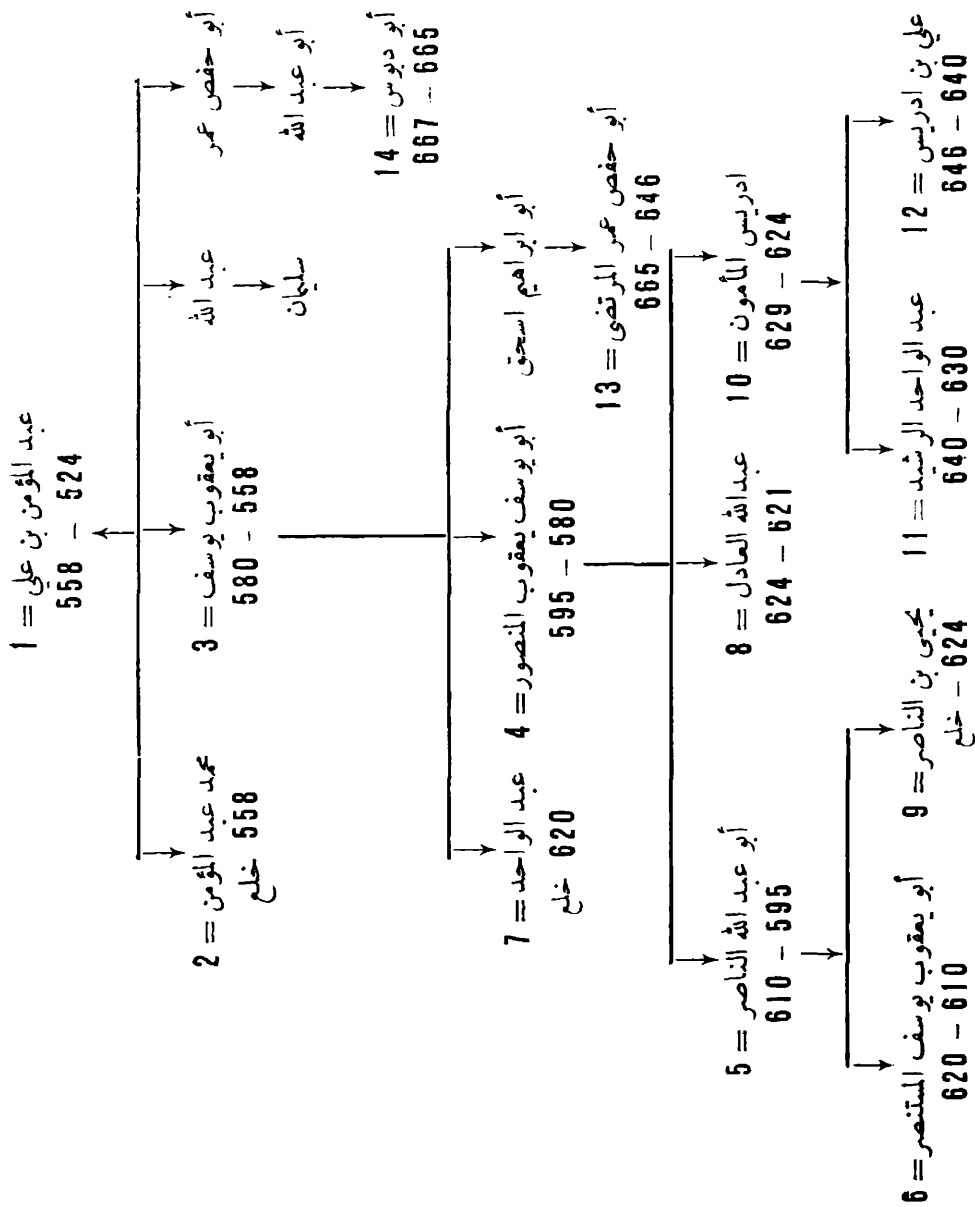 1 = عبد المؤمن بن علي
558 – 524
أبو حفص عمر
عبد الله
3 = أبو يعقوب يوسف
580 – 558
2 = محمد عبد المؤمن
خلع 558
أبو عبد الله
سليمان
14 = أبو دبوس
667 – 665
أبو ابراهيم اسحق
4 = أبو يوسف يعقوب المنصور
595 – 580
7 = عبد الواحد
خلع 620
13 = أبو حفص عمر المرتضى
665 – 646
10 = ادريس المأمون
629 – 624
8 = عبدالله العادل
624 – 621
5 = أبو عبد الله الناصر
610 – 595
12 = علي بن ادريس
646 – 640
11 = عبد الواحد الرشيد
640 – 630
9 = يحيى بن الناصر
خلع – 624
6 = أبو يعقوب يوسف المستنصر
620 – 610